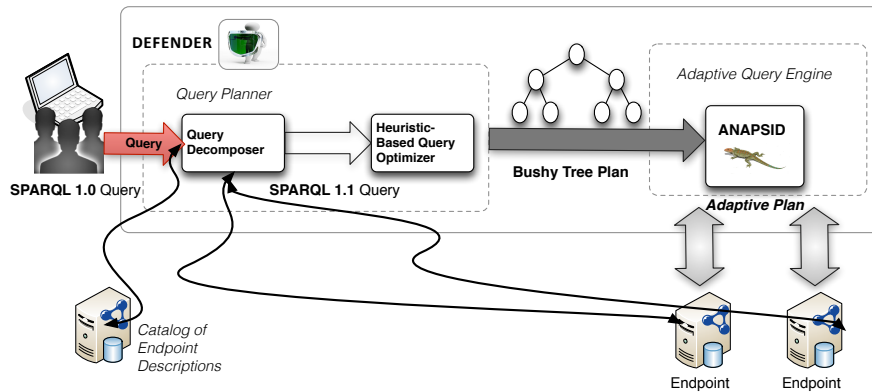 DEFENDER
Query Planner
Adaptive Query Engine
Query
Query
Decomposer
Heuristic-
Based Query
Optimizer
ANAPSID
SPARQL 1.0 Query
SPARQL 1.1 Query
Bushy Tree Plan
Adaptive Plan
Catalog of
Endpoint
Descriptions
Endpoint
Endpoint